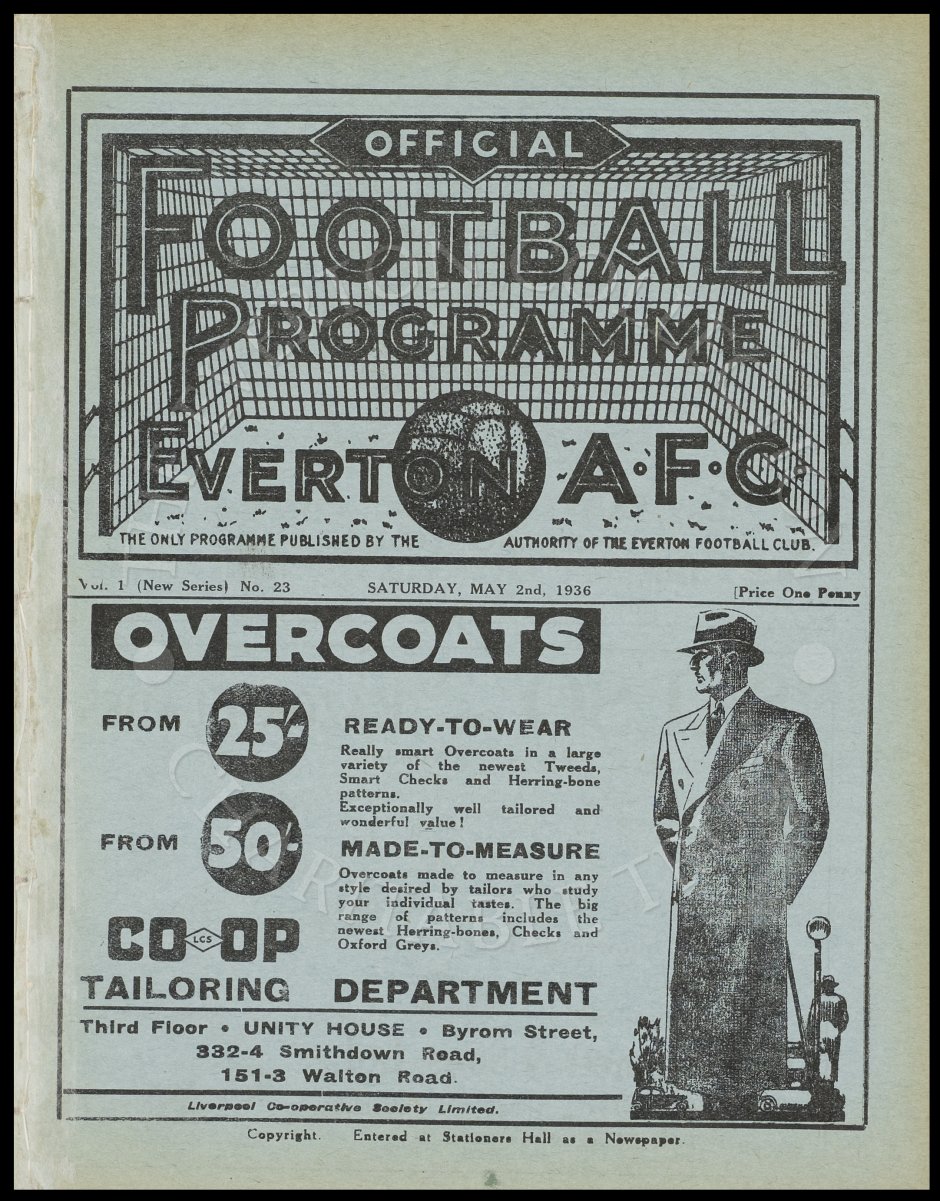 OFFICIAL
FOOTBALL
PROGRAMME
EVERTON A·F·C·
THE ONLY PROGRAMME PUBLISHED BY THE AUTHORITY OF THE EVERTON FOOTBALL CLUB.
Vol. 1 (New Series) No. 23 SATURDAY, MAY 2nd, 1936 [Price One Penny
OVERCOATS
FROM 25/-
READY-TO-WEAR
Really smart Overcoats in a large
variety of the newest Tweeds,
Smart Checks and Herring-bone
patterns.
Exceptionally well tailored and
wonderful value!
FROM 50/-
MADE-TO-MEASURE
Overcoats made to measure in any
style desired by tailors who study
your individual tastes. The big
range of patterns includes the
newest Herring-bones, Checks and
Oxford Greys.
CO LCS OP
TAILORING DEPARTMENT
Third Floor • UNITY HOUSE • Byrom Street,
332-4 Smithdown Road,
151-3 Walton Road.
Liverpool Co-operative Society Limited.
Copyright. Entered at Stationers Hall as a Newspaper.